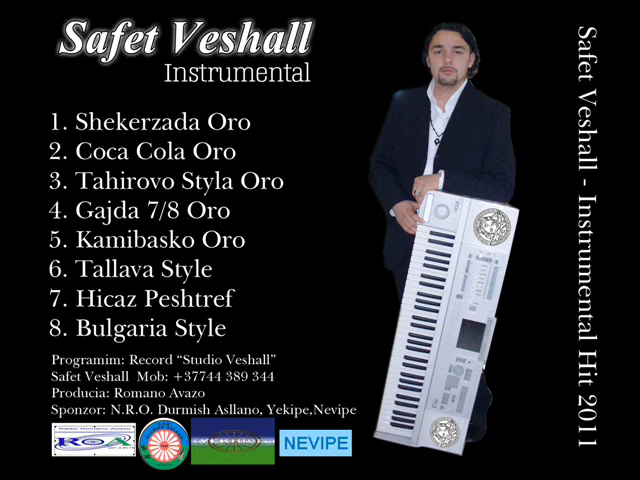 Safet Veshall
Instrumental
1. Shekerzada Oro
2. Coca Cola Oro
3. Tahirovo Styla Oro
4. Gajda 7/8 Oro
5. Kamibasko Oro
6. Tallava Style
7. Hicaz Peshtref
8. Bulgaria Style
Programim: Record “Studio Veshall”
Safet Veshall Mob: +37744 389 344
Producia: Romano Avazo
Sponzor: N.R.O. Durmish Asllano, Yekipe,Nevipe
NEVIPE
Safet Veshall - Instrumental Hit 2011